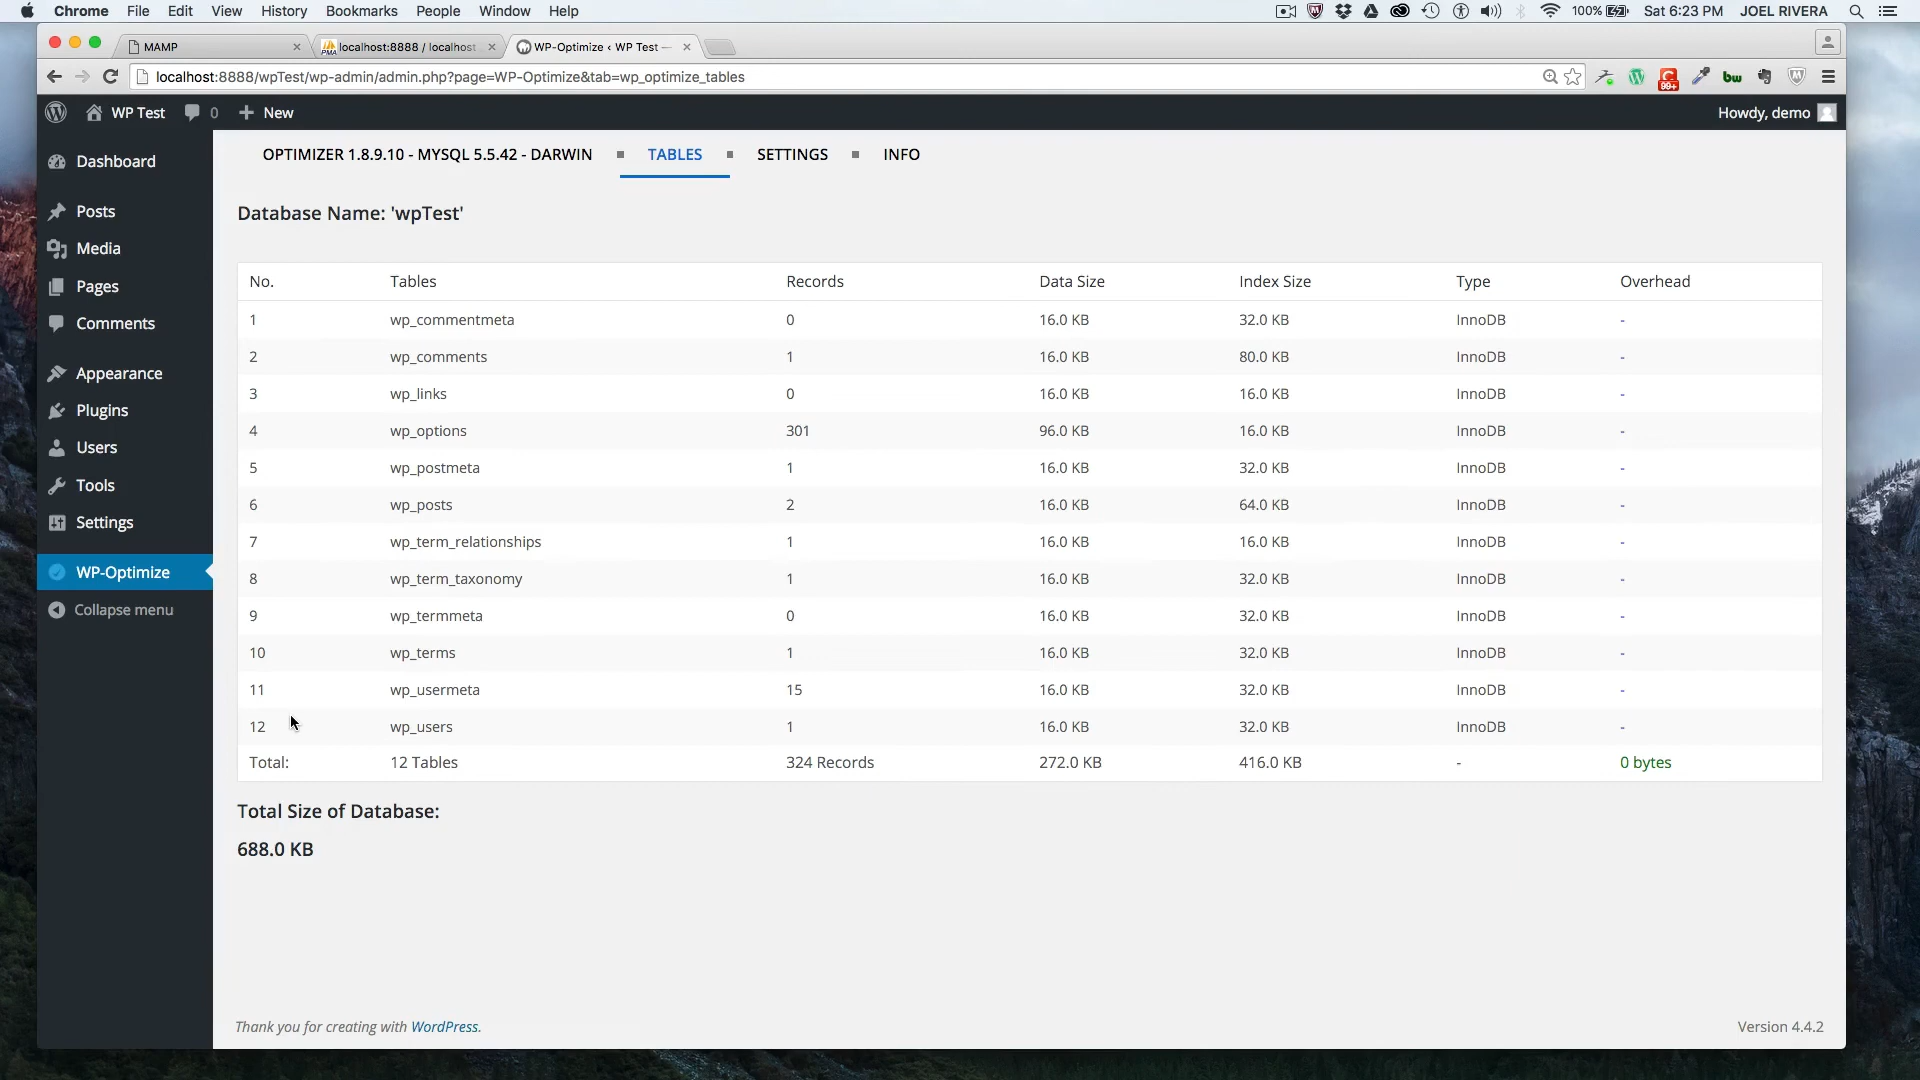 Chrome File Edit View History Bookmarks People Window Help 100% Sat 6:23 PM JOEL RIVERA
MAMP localhost:8888 / localhost WP-Optimize ‹ WP Test —
localhost:8888/wpTest/wp-admin/admin.php?page=WP-Optimize&tab=wp_optimize_tables 99+ bw
WP Test 0 New Howdy, demo
Dashboard
Posts
Media
Pages
Comments
Appearance
Plugins
Users
Tools
Settings
WP-Optimize
Collapse menu
OPTIMIZER 1.8.9.10 - MYSQL 5.5.42 - DARWIN TABLES SETTINGS INFO
Database Name: 'wpTest'
No. Tables Records Data Size Index Size Type Overhead
1 wp_commentmeta 0 16.0 KB 32.0 KB InnoDB -
2 wp_comments 1 16.0 KB 80.0 KB InnoDB -
3 wp_links 0 16.0 KB 16.0 KB InnoDB -
4 wp_options 301 96.0 KB 16.0 KB InnoDB -
5 wp_postmeta 1 16.0 KB 32.0 KB InnoDB -
6 wp_posts 2 16.0 KB 64.0 KB InnoDB -
7 wp_term_relationships 1 16.0 KB 16.0 KB InnoDB -
8 wp_term_taxonomy 1 16.0 KB 32.0 KB InnoDB -
9 wp_termmeta 0 16.0 KB 32.0 KB InnoDB -
10 wp_terms 1 16.0 KB 32.0 KB InnoDB -
11 wp_usermeta 15 16.0 KB 32.0 KB InnoDB -
12 wp_users 1 16.0 KB 32.0 KB InnoDB -
Total: 12 Tables 324 Records 272.0 KB 416.0 KB - 0 bytes
Total Size of Database:
688.0 KB
Thank you for creating with WordPress. Version 4.4.2